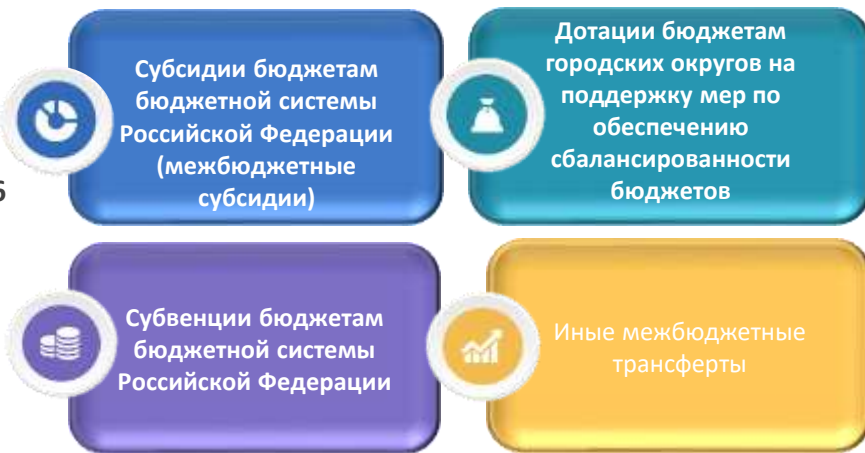 Субсидии бюджетам
бюджетной системы
Российской Федерации
(межбюджетные
субсидии)
Дотации бюджетам
городских округов на
поддержку мер по
обеспечению
сбалансированности
бюджетов
Субвенции бюджетам
бюджетной системы
Российской Федерации
Иные межбюджетные
трансферты